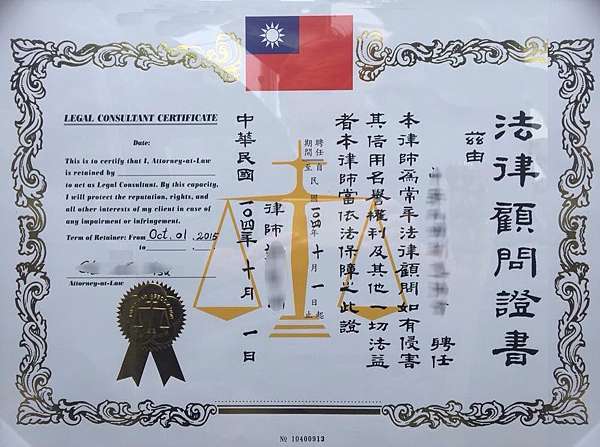 法律顧問證書
茲由
聘任
本律師為常年法律顧問如有侵害
其信用名譽權利及其他一切法益
者本律師當依法保障之此證
聘任自民國一〇四年十月一日起
期間至 止
律師
中華民國一〇四年十月一日
LEGAL CONSULTANT CERTIFICATE
Date:
This is to certify that I, Attorney-at-Law
is retained by
to act as Legal Consultant. By this capacity,
I will protect the reputation, rights, and
all other interests of my client in case of
any impairment or infringement.
Term of Retainer: From Oct. 01. 2015
to
Attorney-at-Law
№ 10400913